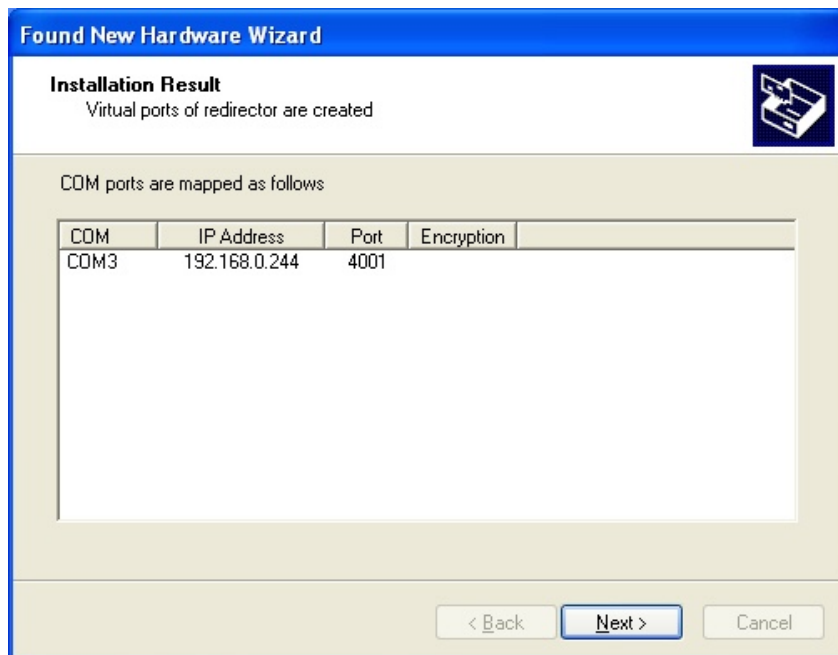 Found New Hardware Wizard
Installation Result
Virtual ports of redirector are created
COM ports are mapped as follows
COM IP Address Port Encryption
COM3 192.168.0.244 4001
< Back Next > Cancel